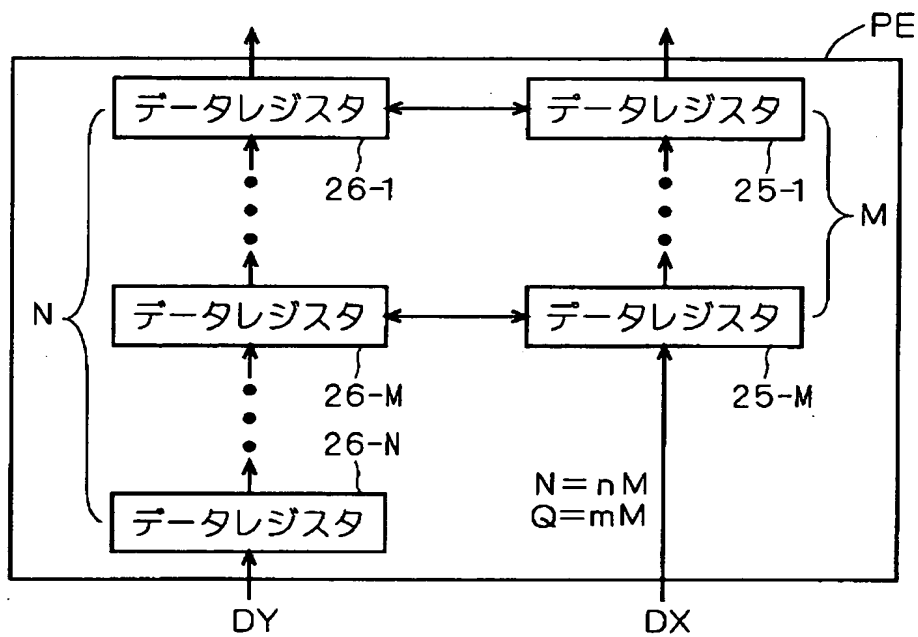 PE
データレジスタ
データレジスタ
26-1
25-1
M
N
データレジスタ
データレジスタ
26-M
25-M
26-N
N=nM
Q=mM
データレジスタ
DY
DX